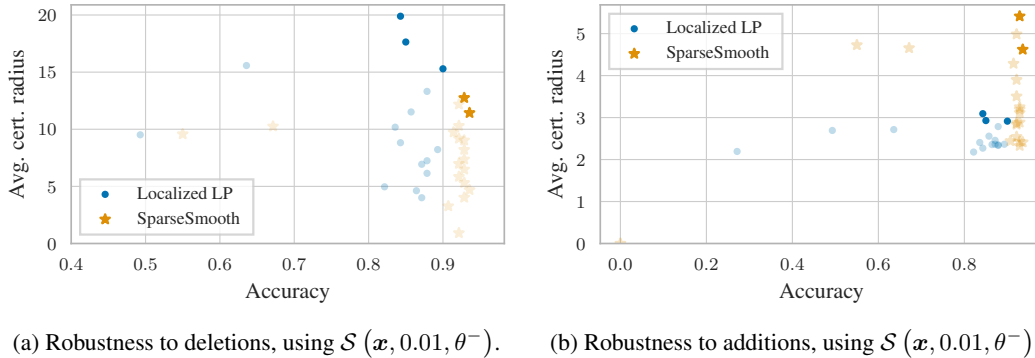 20
15
10
5
0
Avg. cert. radius
Localized LP
SparseSmooth
0.4 0.5 0.6 0.7 0.8 0.9
Accuracy
(a) Robustness to deletions, using S (x, 0.01, θ⁻).
5
4
3
2
1
0
Avg. cert. radius
Localized LP
SparseSmooth
0.0 0.2 0.4 0.6 0.8
Accuracy
(b) Robustness to additions, using S (x, 0.01, θ⁻)